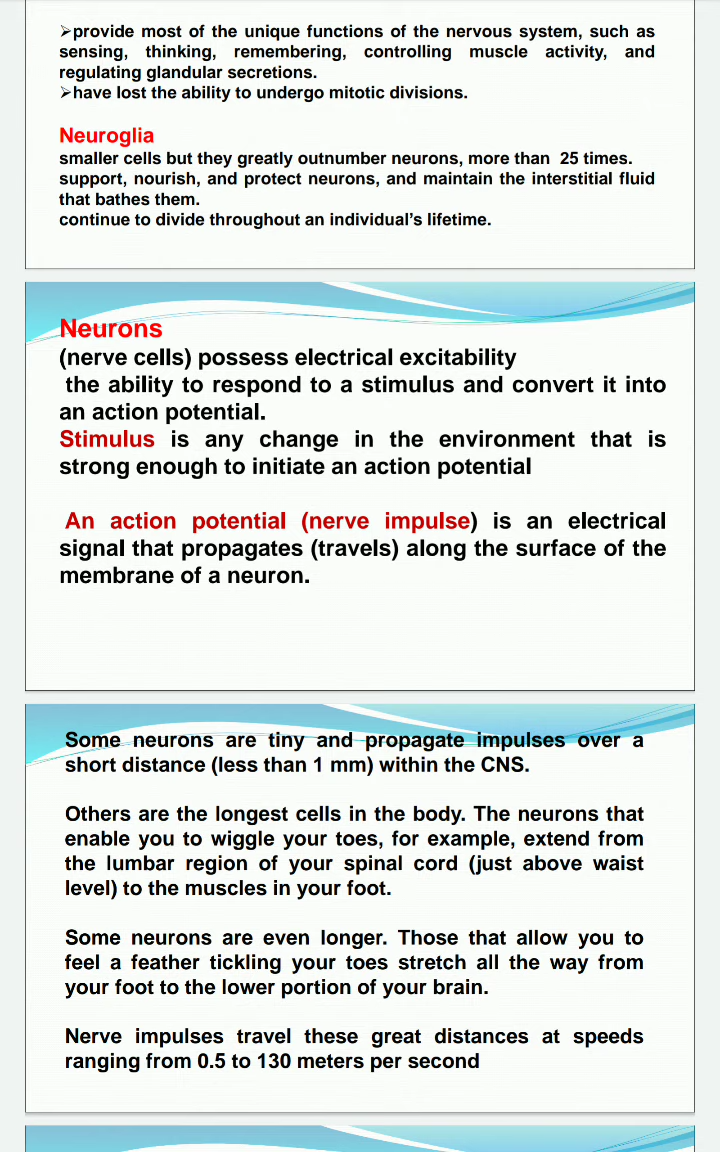 ➢provide most of the unique functions of the nervous system, such as
sensing, thinking, remembering, controlling muscle activity, and
regulating glandular secretions.
➢have lost the ability to undergo mitotic divisions.
Neuroglia
smaller cells but they greatly outnumber neurons, more than 25 times.
support, nourish, and protect neurons, and maintain the interstitial fluid
that bathes them.
continue to divide throughout an individual’s lifetime.
Neurons
(nerve cells) possess electrical excitability
the ability to respond to a stimulus and convert it into
an action potential.
Stimulus is any change in the environment that is
strong enough to initiate an action potential
An action potential (nerve impulse) is an electrical
signal that propagates (travels) along the surface of the
membrane of a neuron.
Some neurons are tiny and propagate impulses over a
short distance (less than 1 mm) within the CNS.
Others are the longest cells in the body. The neurons that
enable you to wiggle your toes, for example, extend from
the lumbar region of your spinal cord (just above waist
level) to the muscles in your foot.
Some neurons are even longer. Those that allow you to
feel a feather tickling your toes stretch all the way from
your foot to the lower portion of your brain.
Nerve impulses travel these great distances at speeds
ranging from 0.5 to 130 meters per second